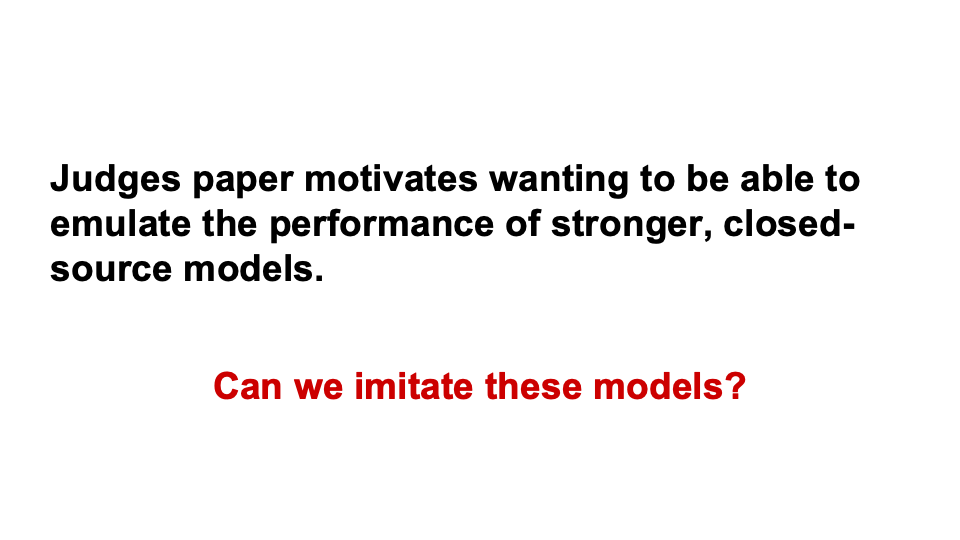 Judges paper motivates wanting to be able to
emulate the performance of stronger, closed-
source models.
Can we imitate these models?